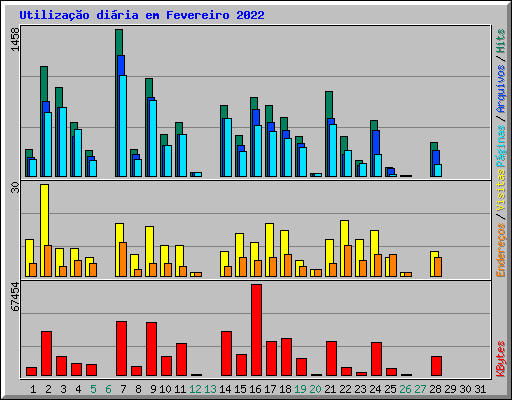 Utilização diária em Fevereiro 2022
1458
30
67454
Endereços / Visitas Páginas / Arquivos / Hits
KBytes
1 2 3 4 5 6 7 8 9 10 11 12 13 14 15 16 17 18 19 20 21 22 23 24 25 26 27 28 29 30 31